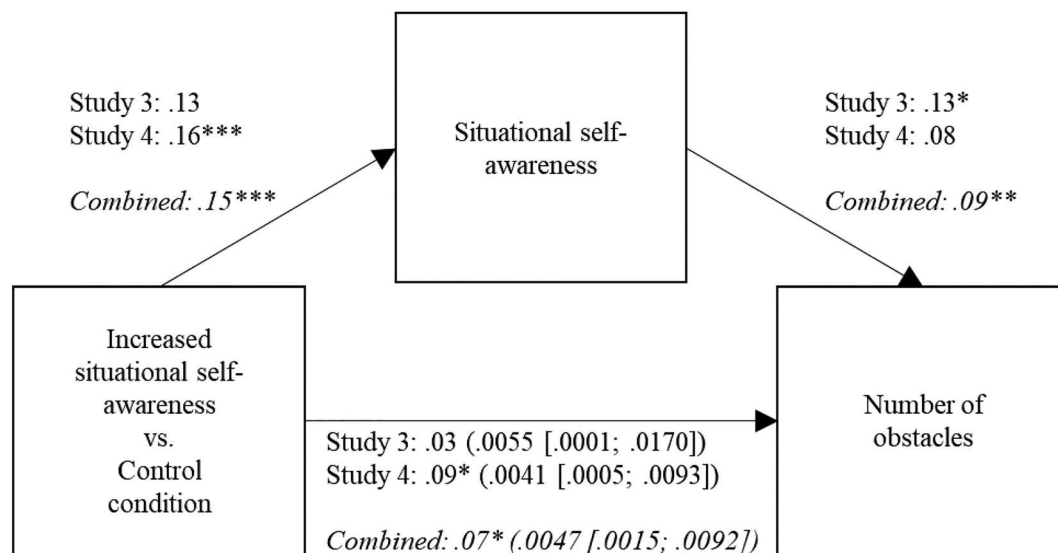 Study 3: .13
Study 4: .16***
Combined: .15***
Situational self-
awareness
Study 3: .13*
Study 4: .08
Combined: .09**
Increased
situational self-
awareness
vs.
Control
condition
Study 3: .03 (.0055 [.0001; .0170])
Study 4: .09* (.0041 [.0005; .0093])
Combined: .07* (.0047 [.0015; .0092])
Number of
obstacles